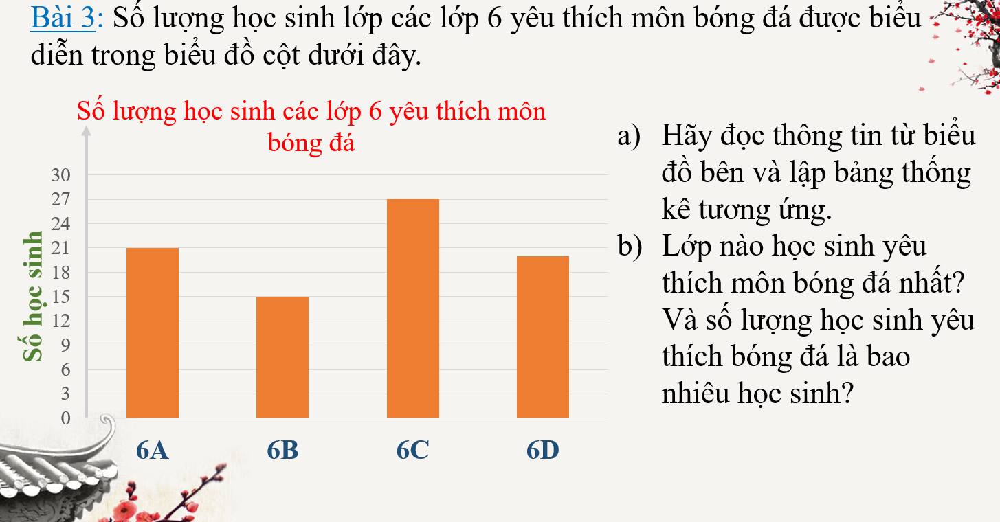 Bài 3: Số lượng học sinh lớp các lớp 6 yêu thích môn bóng đá được biểu
diễn trong biểu đồ cột dưới đây.
Số lượng học sinh các lớp 6 yêu thích môn
bóng đá
30
27
24
21
18
15
12
9
6
3
0
Số học sinh
6A 6B 6C 6D
a) Hãy đọc thông tin từ biểu
đồ bên và lập bảng thống
kê tương ứng.
b) Lớp nào học sinh yêu
thích môn bóng đá nhất?
Và số lượng học sinh yêu
thích bóng đá là bao
nhiêu học sinh?